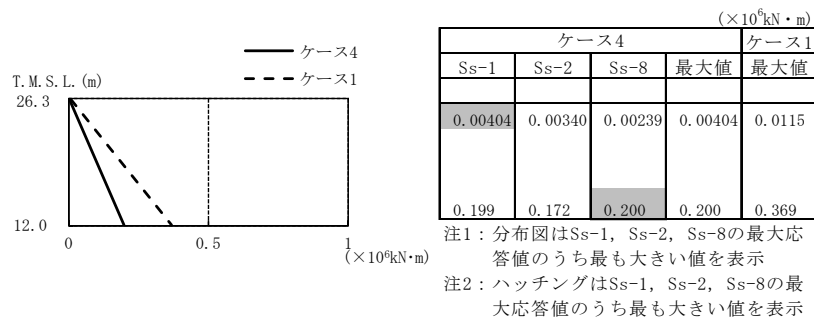 ケース4
ケース1
T.M.S.L.(m)
26.3
12.0
0
0.5
1
(×10⁶kN・m)
(×10⁶kN・m)
ケース4 ケース1
Ss-1 Ss-2 Ss-8 最大値 最大値
0.00404 0.00340 0.00239 0.00404 0.0115
0.199 0.172 0.200 0.200 0.369
注1：分布図はSs-1, Ss-2, Ss-8の最大応
答値のうち最も大きい値を表示
注2：ハッチングはSs-1, Ss-2, Ss-8の最
大応答値のうち最も大きい値を表示